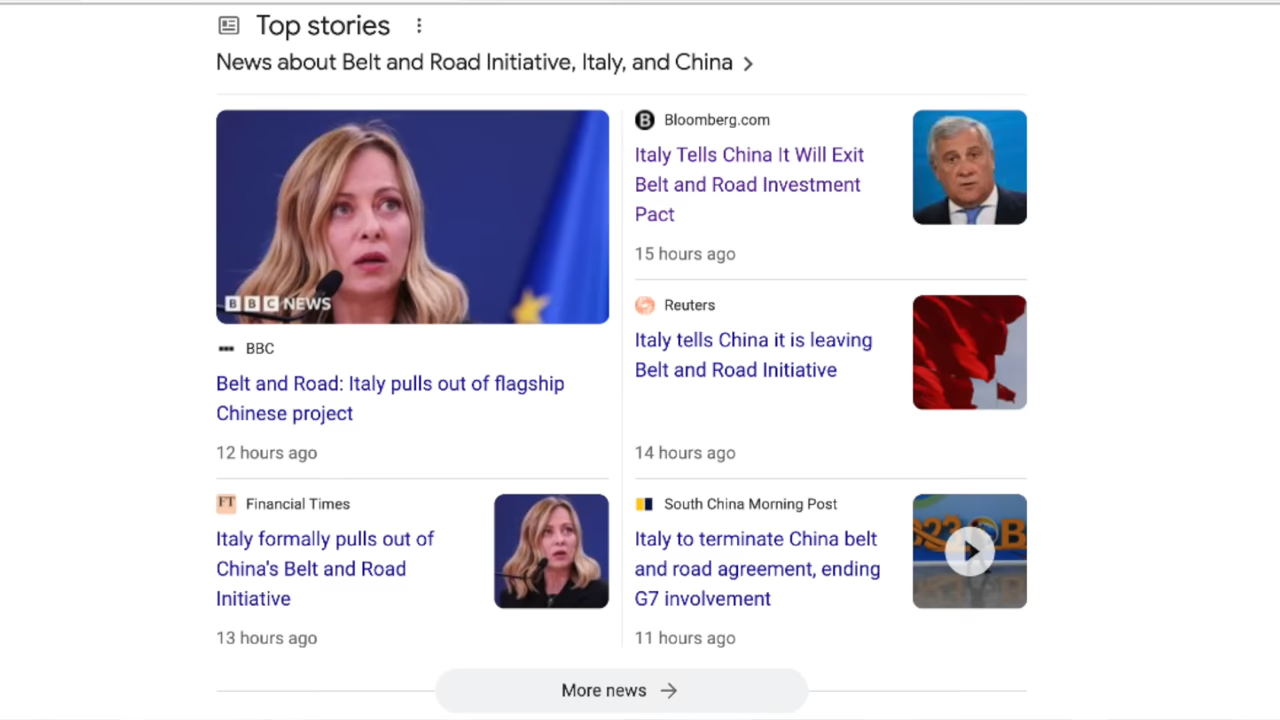 Top stories
News about Belt and Road Initiative, Italy, and China
BBC NEWS
BBC
Belt and Road: Italy pulls out of flagship
Chinese project
12 hours ago
Bloomberg.com
Italy Tells China It Will Exit
Belt and Road Investment
Pact
15 hours ago
Reuters
Italy tells China it is leaving
Belt and Road Initiative
14 hours ago
FT Financial Times
Italy formally pulls out of
China's Belt and Road
Initiative
13 hours ago
South China Morning Post
Italy to terminate China belt
and road agreement, ending
G7 involvement
11 hours ago
More news